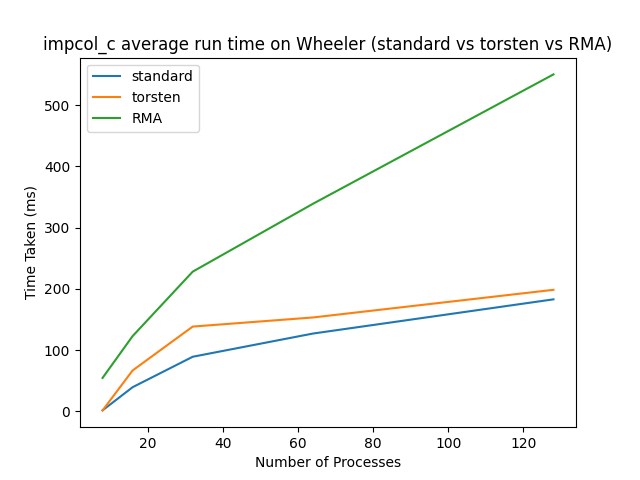 impcol_c average run time on Wheeler (standard vs torsten vs RMA)
standard
torsten
RMA
Time Taken (ms)
500
400
300
200
100
0
20 40 60 80 100 120
Number of Processes